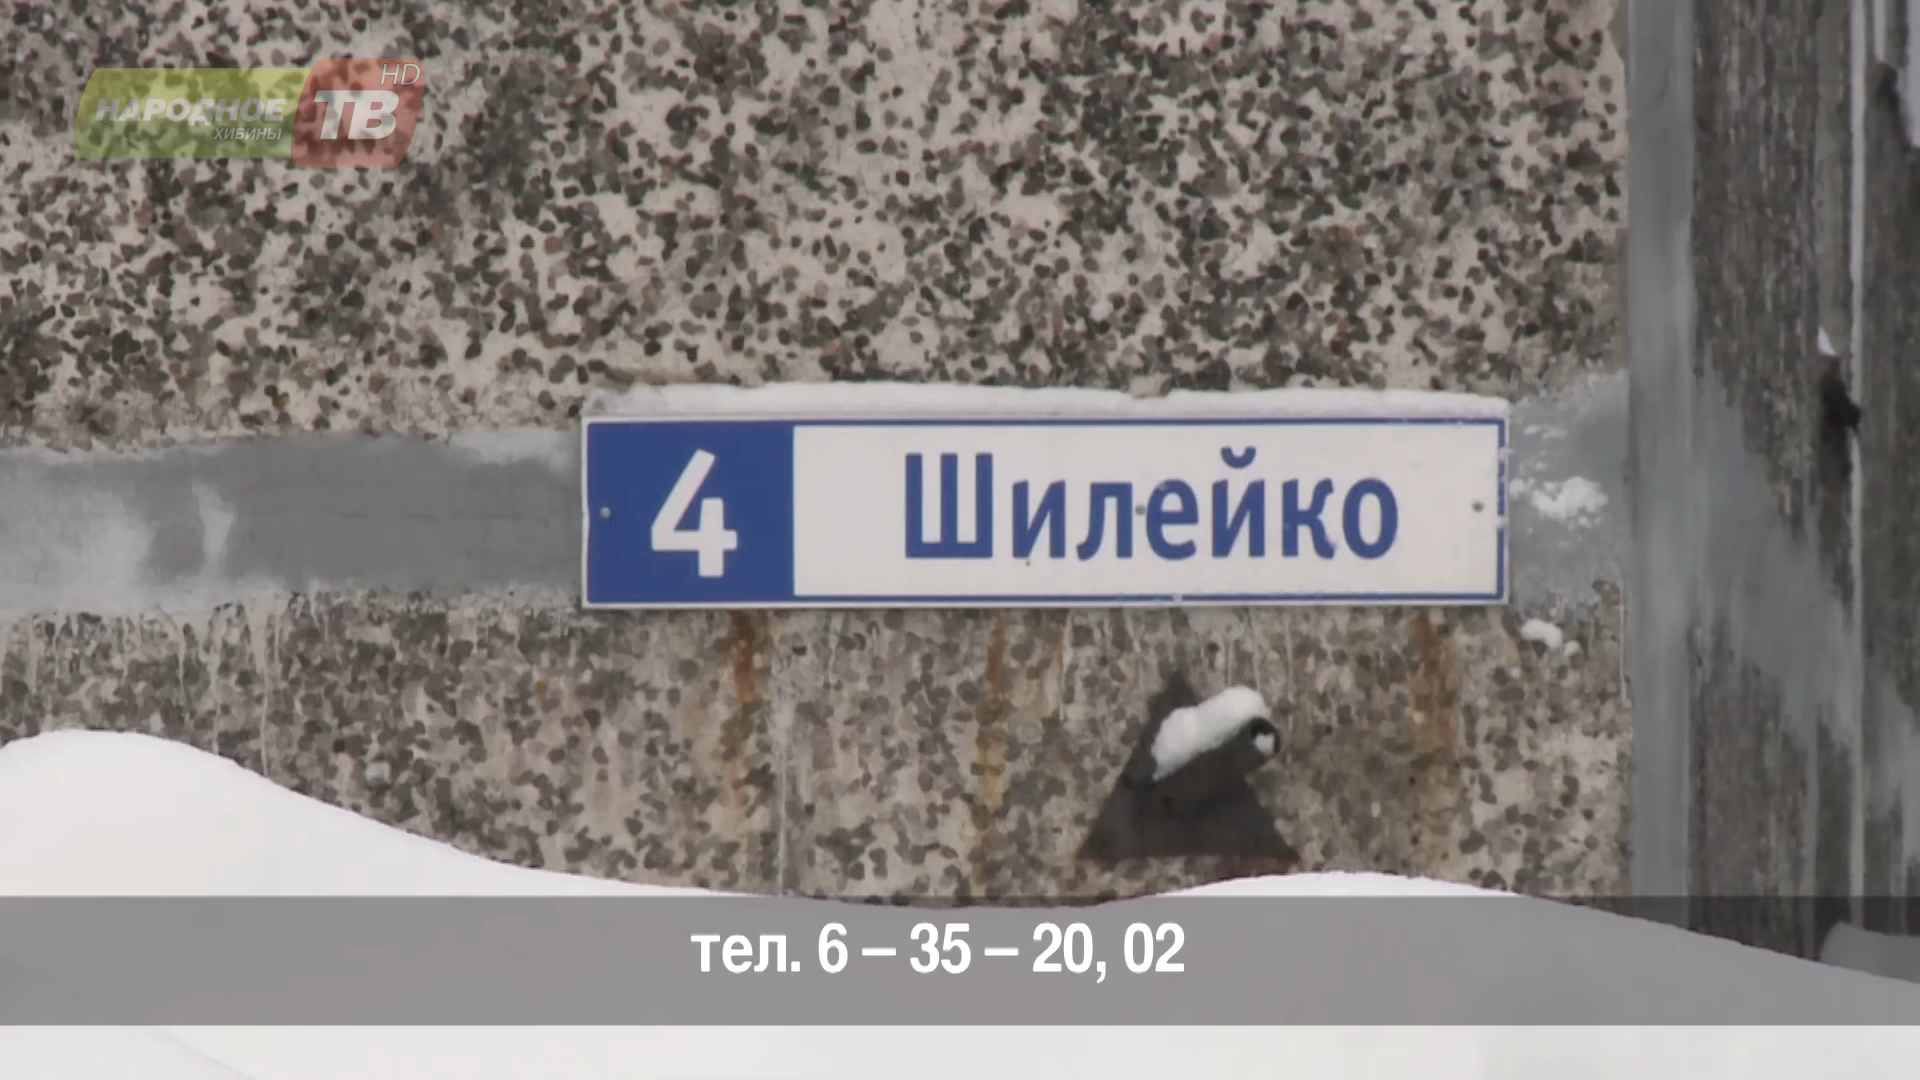 НАРОДНОЕ ТВ HD
ХИБИНЫ
4 Шилейко
тел. 6 – 35 – 20, 02